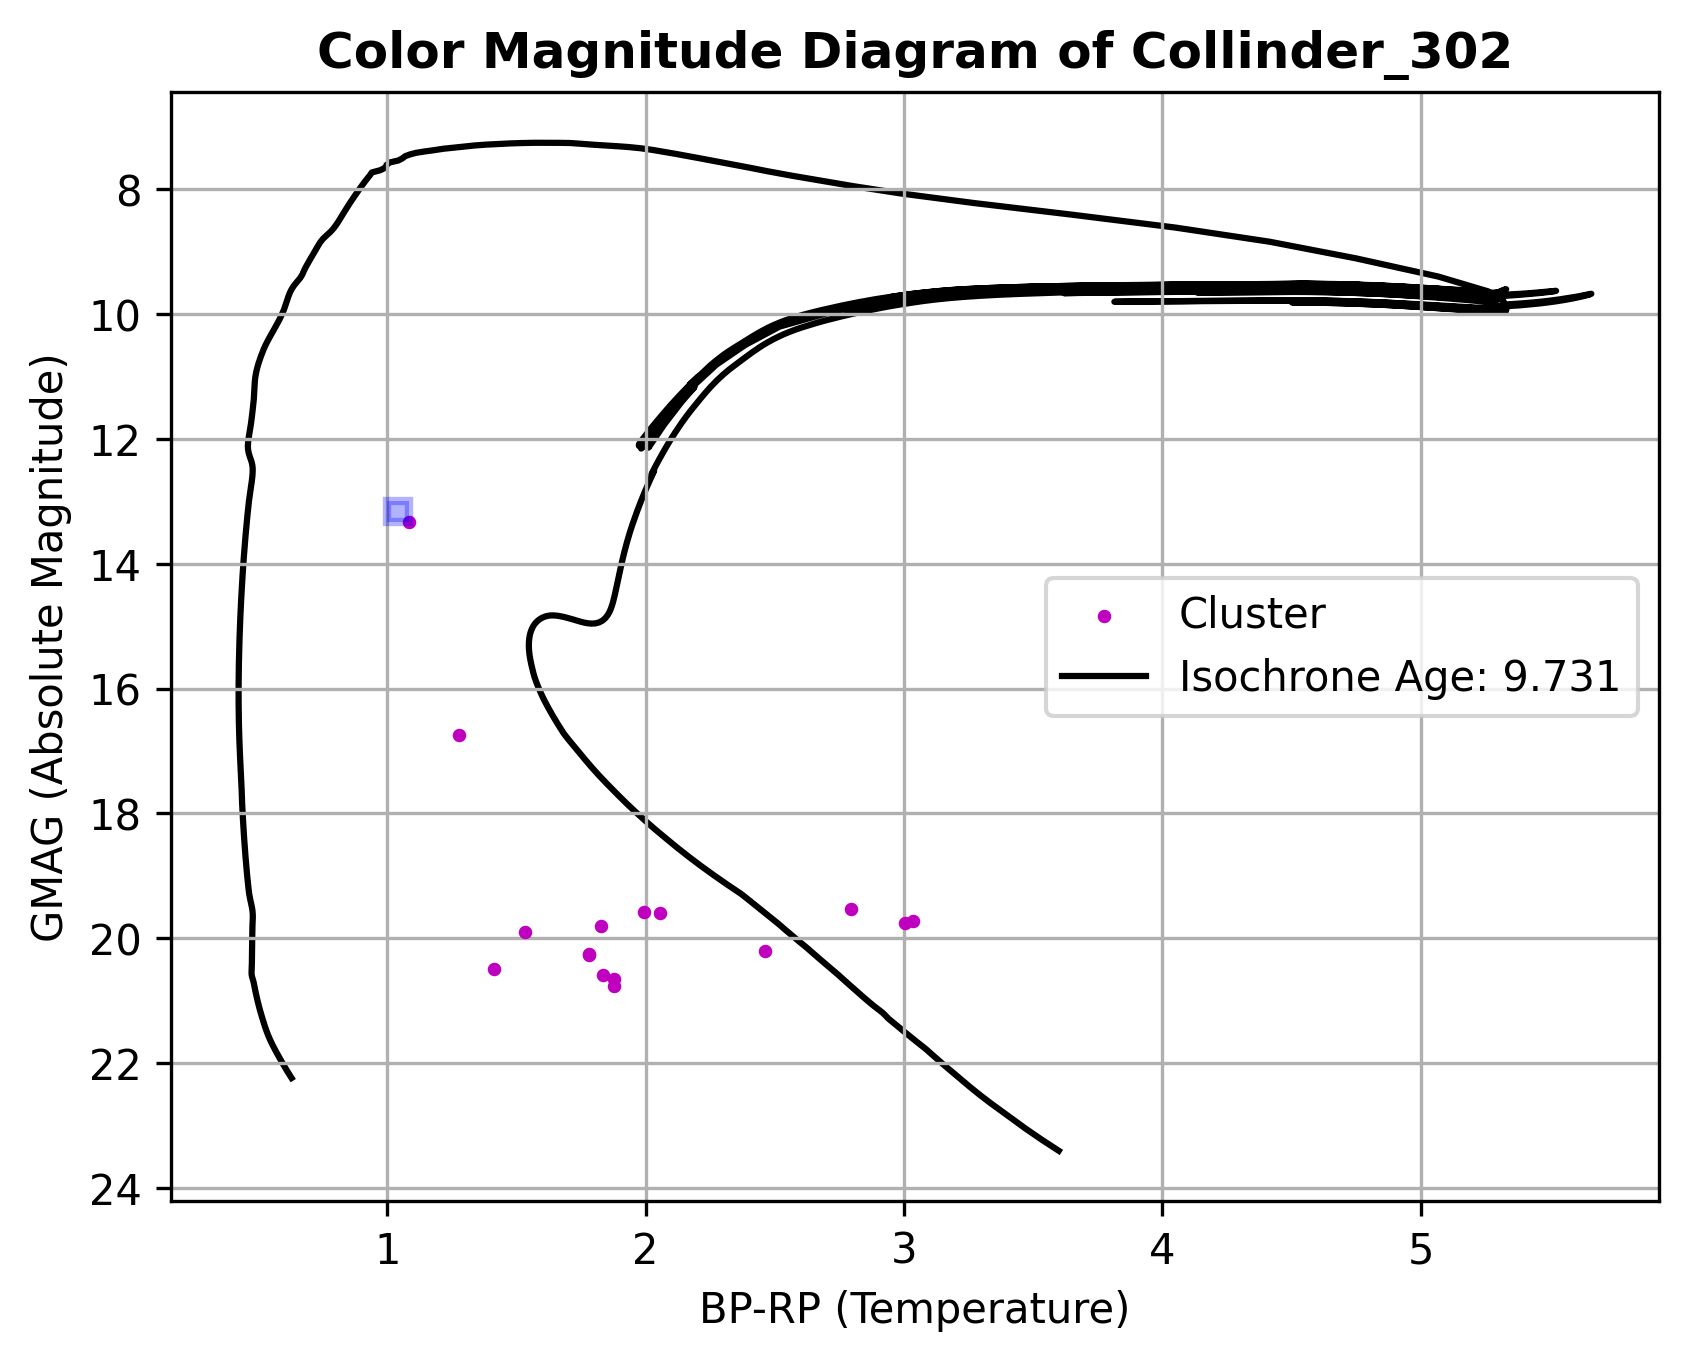 Color Magnitude Diagram of Collinder_302
GMAG (Absolute Magnitude)
8
10
12
14
16
18
20
22
24
Cluster
Isochrone Age: 9.731
1 2 3 4 5
BP-RP (Temperature)